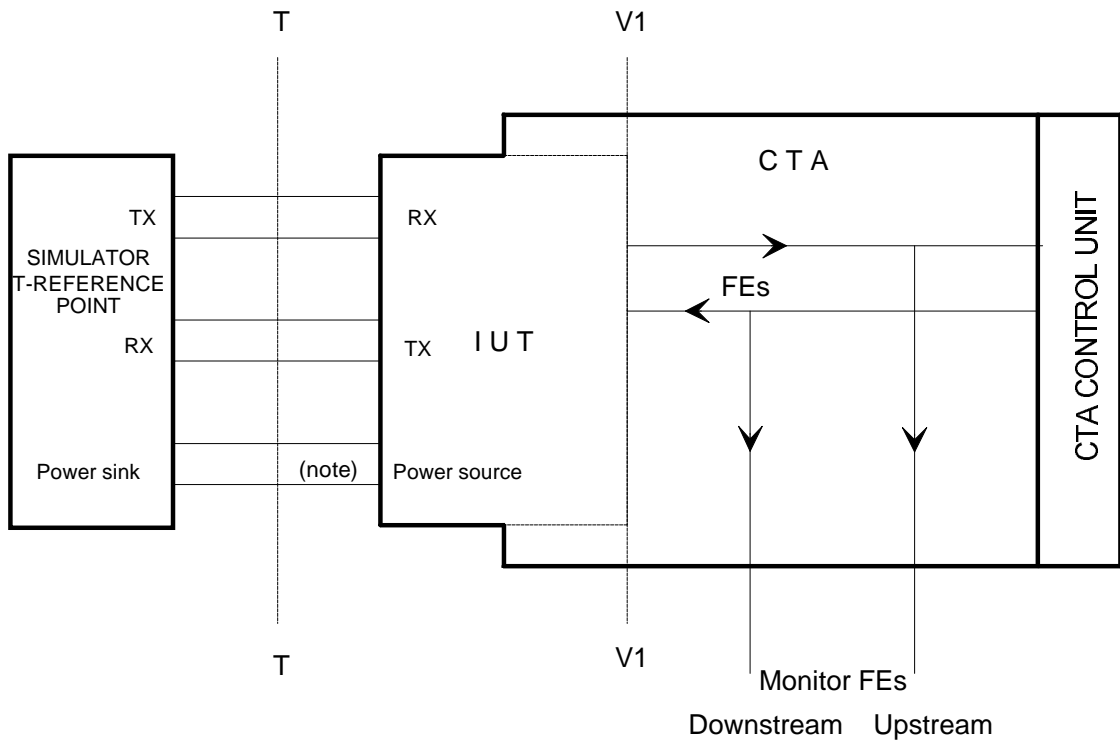 T
V1
C T A
TX
RX
SIMULATOR
T-REFERENCE
POINT
FEs
RX
TX
I U T
CTA CONTROL UNIT
Power sink
(note)
Power source
T
V1
Monitor FEs
Downstream
Upstream